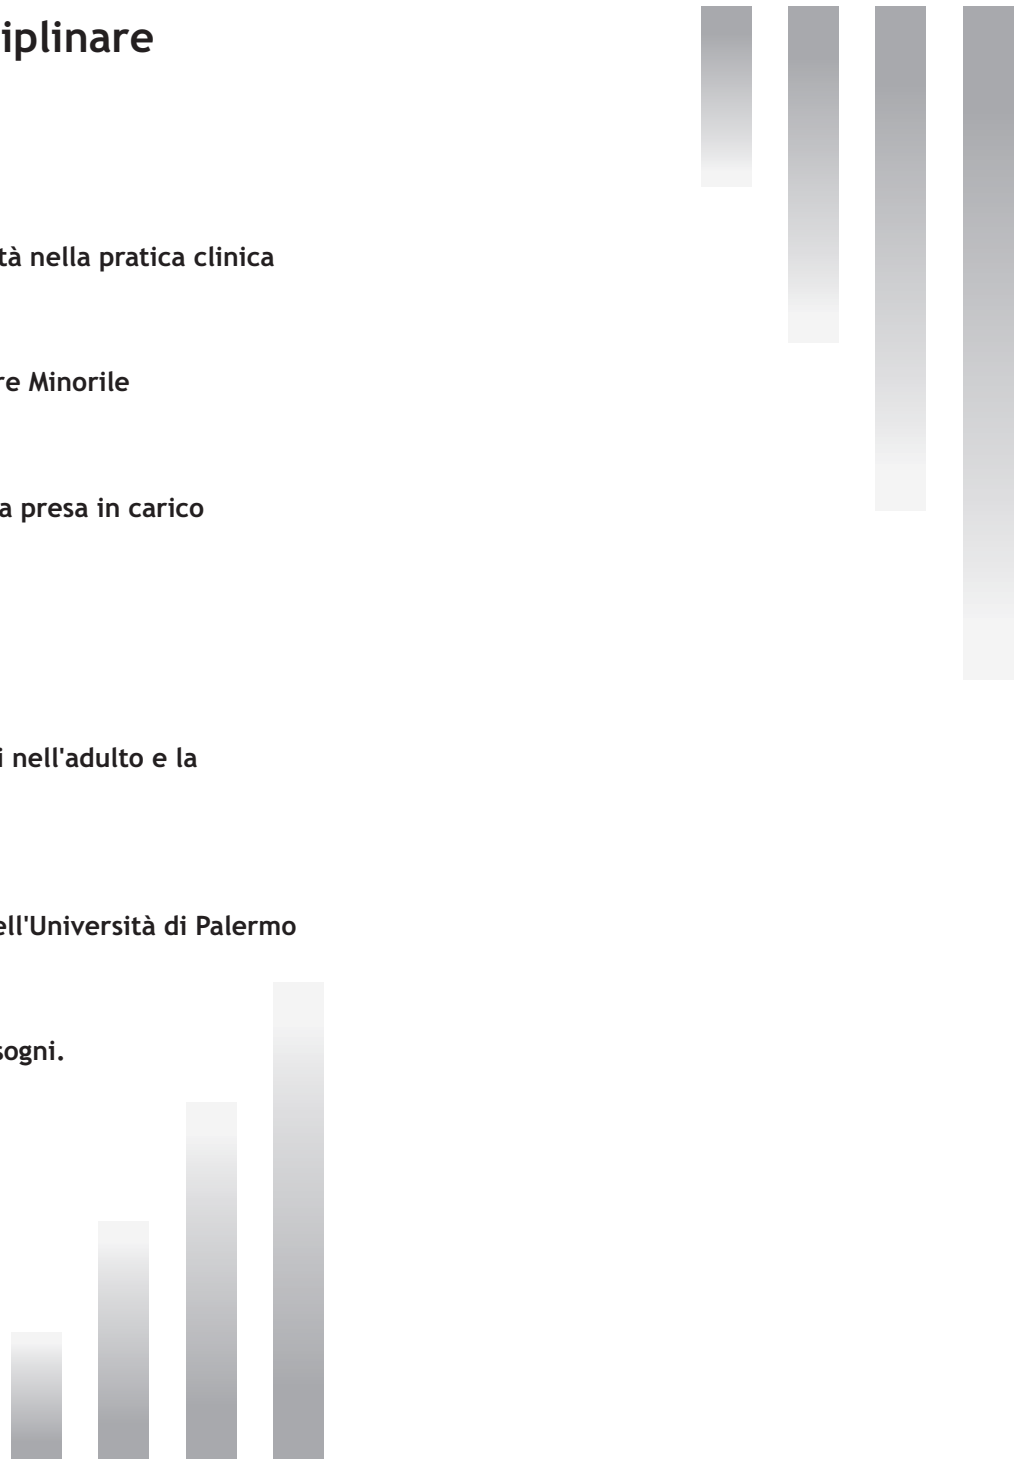 iplinare
tà nella pratica clinica
re Minorile
a presa in carico
i nell'adulto e la
ell'Università di Palermo
sogni.